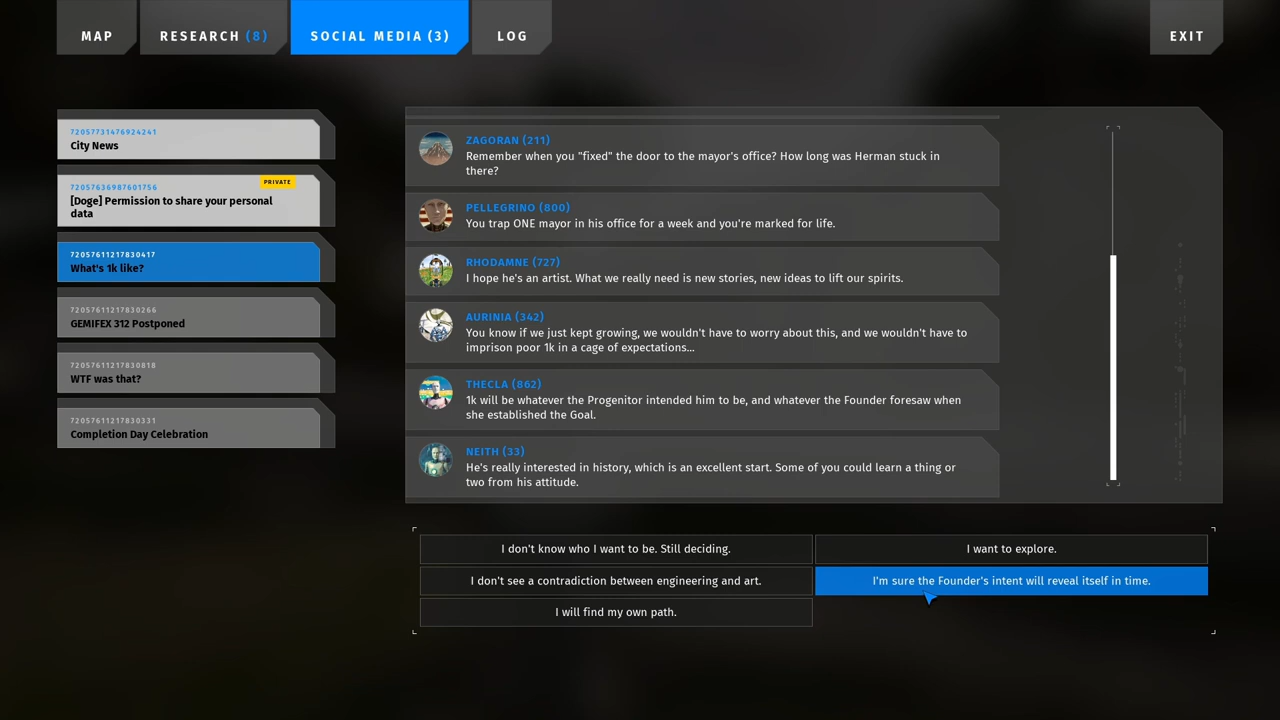 MAP
RESEARCH (8)
SOCIAL MEDIA (3)
LOG
EXIT
72057731476924241
City News
72057636987601756
PRIVATE
[Doge] Permission to share your personal
data
72057611217830417
What's 1k like?
72057611217830266
GEMIFEX 312 Postponed
72057611217830818
WTF was that?
72057611217830331
Completion Day Celebration
ZAGORAN (211)
Remember when you "fixed" the door to the mayor's office? How long was Herman stuck in
there?
PELLEGRINO (800)
You trap ONE mayor in his office for a week and you're marked for life.
RHODAMNE (727)
I hope he's an artist. What we really need is new stories, new ideas to lift our spirits.
AURINIA (342)
You know if we just kept growing, we wouldn't have to worry about this, and we wouldn't have to
imprison poor 1k in a cage of expectations...
THECLA (862)
1k will be whatever the Progenitor intended him to be, and whatever the Founder foresaw when
she established the Goal.
NEITH (33)
He's really interested in history, which is an excellent start. Some of you could learn a thing or
two from his attitude.
I don't know who I want to be. Still deciding.
I want to explore.
I don't see a contradiction between engineering and art.
I'm sure the Founder's intent will reveal itself in time.
I will find my own path.